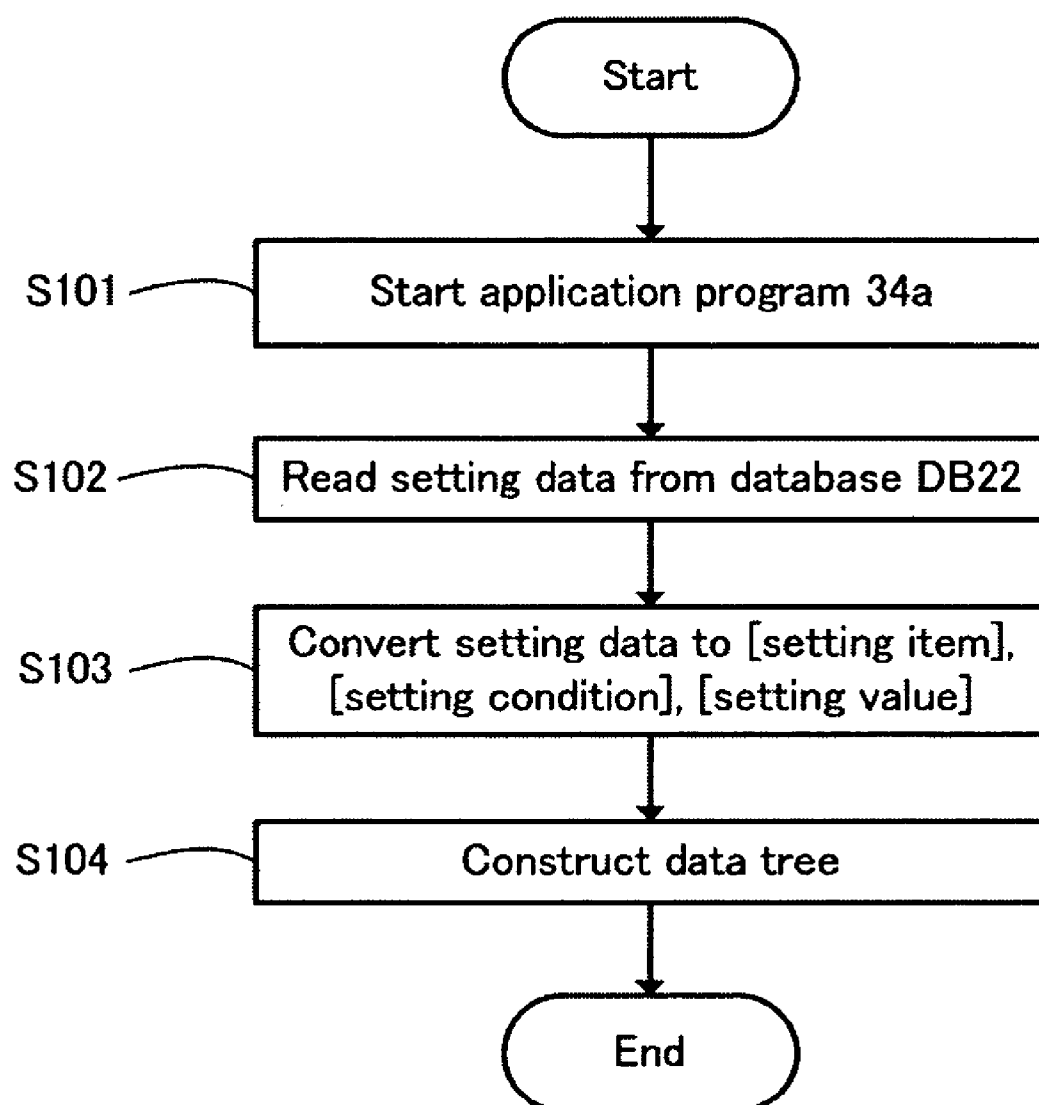 Start
S101
Start application program 34a
S102
Read setting data from database DB22
S103
Convert setting data to [setting item],
[setting condition], [setting value]
S104
Construct data tree
End